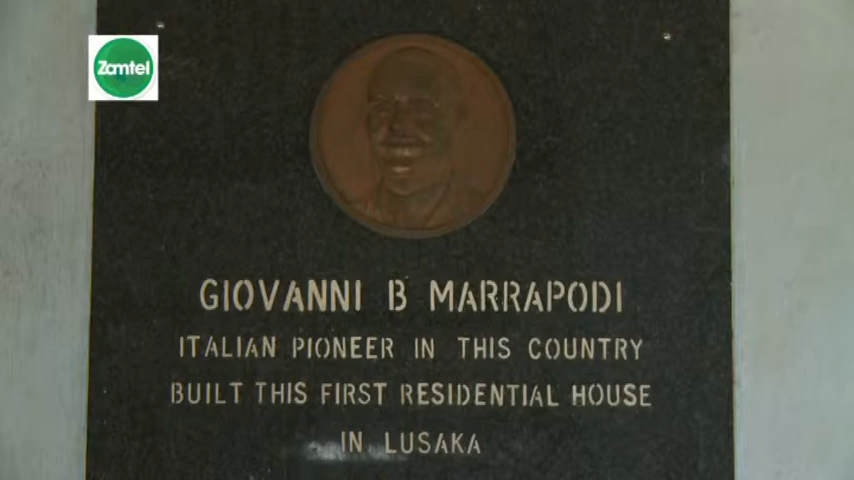 Zamtel
GIOVANNI B MARRAPODI
ITALIAN PIONEER IN THIS COUNTRY
BUILT THIS FIRST RESIDENTIAL HOUSE
IN LUSAKA